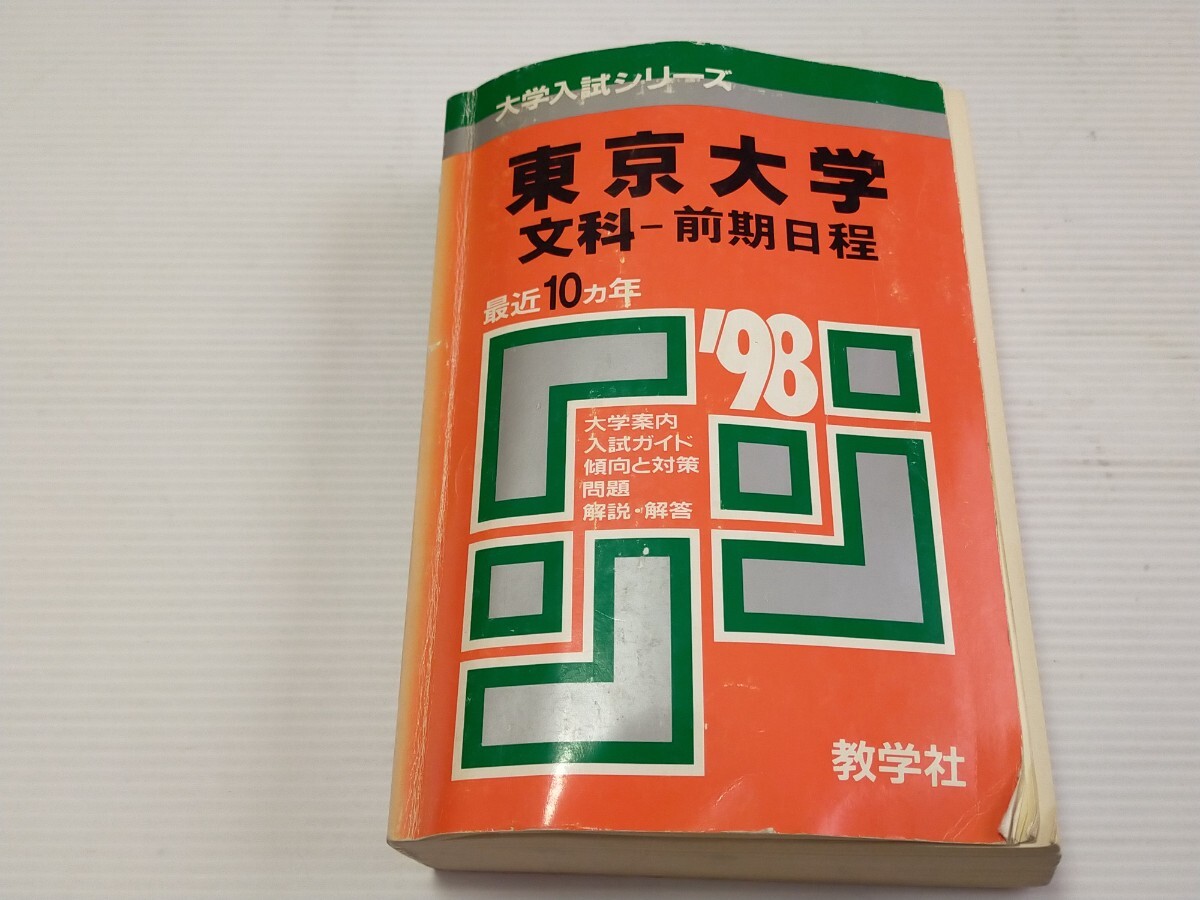 大学入試シリーズ
東京大学
文科-前期日程
最近10ヵ年
'98
大学案内
入試ガイド
傾向と対策
問題
解説・解答
教学社